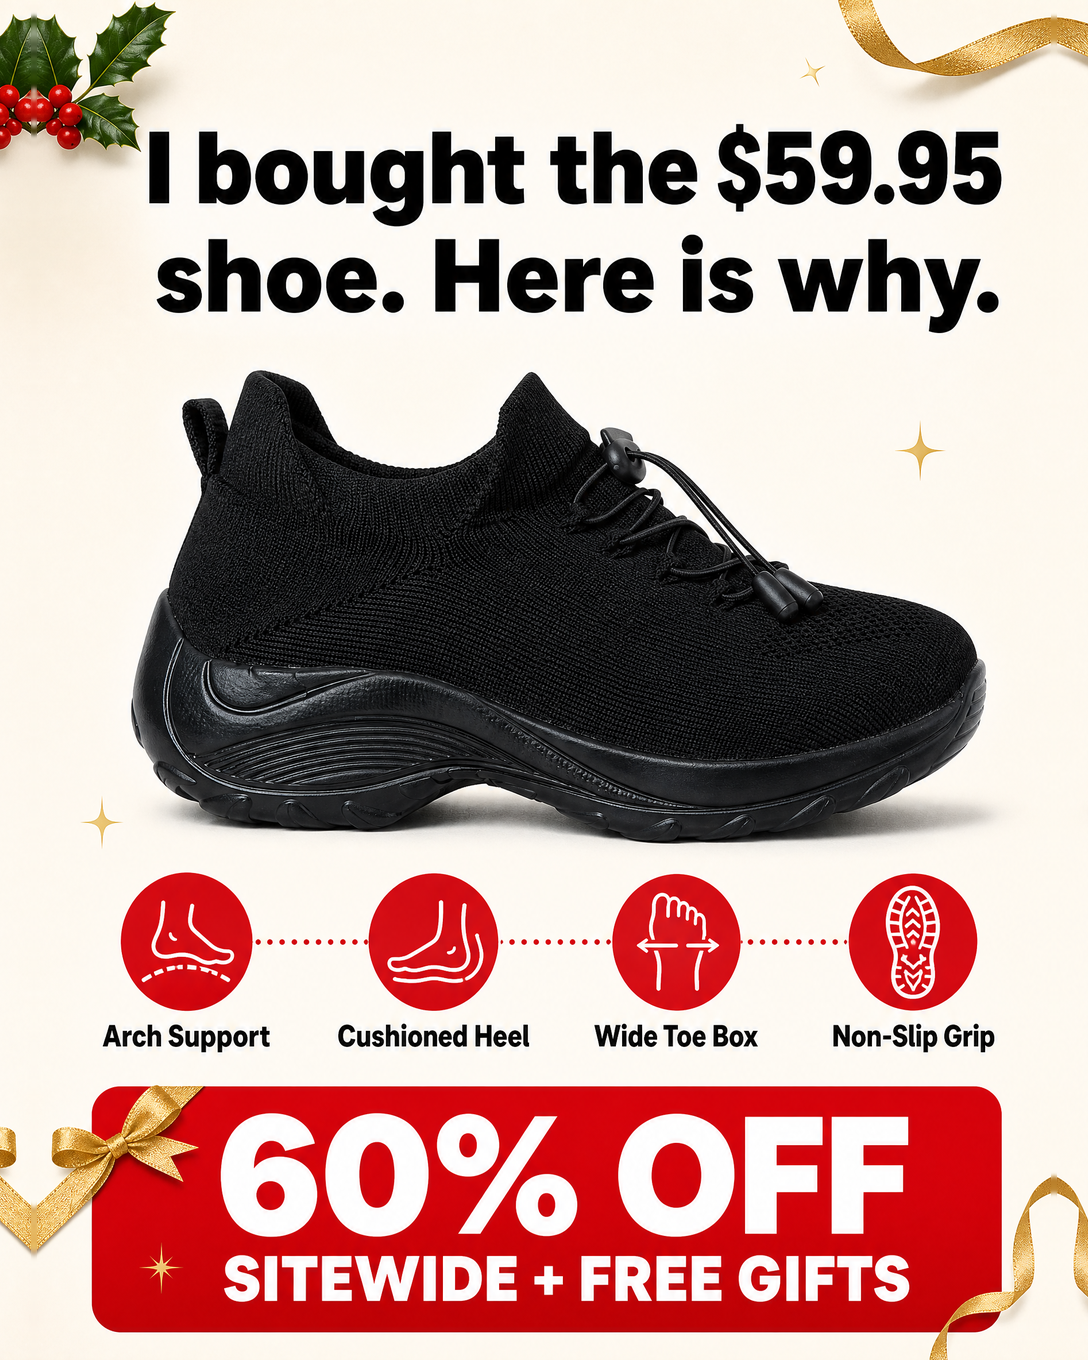 I bought the $59.95
shoe. Here is why.
Arch Support
Cushioned Heel
Wide Toe Box
Non-Slip Grip
60% OFF
SITEWIDE + FREE GIFTS